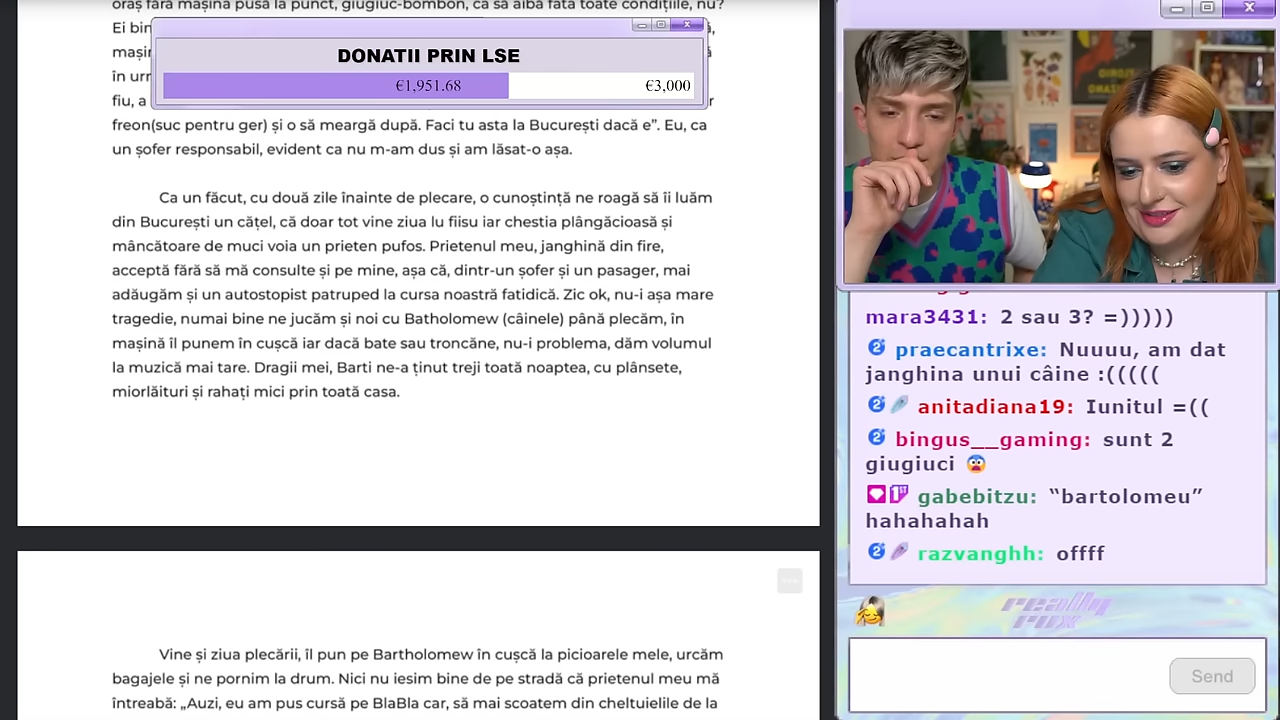 oraș fără mașina pusă la punct, giugiuc-bombon, ca să aibă fata toate condițiile, nu?
Ei bin
mașin
în urn
fiu, a
DONATII PRIN LSE
€1,951.68
€3,000
freon(suc pentru ger) și o să meargă după. Faci tu asta la București dacă e”. Eu, ca
un șofer responsabil, evident ca nu m-am dus și am lăsat-o așa.
Ca un făcut, cu două zile înainte de plecare, o cunoștință ne roagă să îi luăm
din București un cățel, că doar tot vine ziua lu fiisu iar chestia plângăcioasă și
mâncătoare de muci voia un prieten pufos. Prietenul meu, janghină din fire,
acceptă fără să mă consulte și pe mine, așa că, dintr-un șofer și un pasager, mai
adăugăm și un autostopist patruped la cursa noastră fatidică. Zic ok, nu-i așa mare
tragedie, numai bine ne jucăm și noi cu Batholomew (câinele) până plecăm, în
mașină îl punem în cușcă iar dacă bate sau troncăne, nu-i problema, dăm volumul
la muzică mai tare. Dragii mei, Barti ne-a ținut treji toată noaptea, cu plânsete,
miorlăituri și rahați mici prin toată casa.
Vine și ziua plecării, îl pun pe Bartholomew în cușcă la picioarele mele, urcăm
bagajele și ne pornim la drum. Nici nu iesim bine de pe stradă că prietenul meu mă
întreabă: „Auzi, eu am pus cursă pe BlaBla car, să mai scoatem din cheltuielile de la
mara3431: 2 sau 3? =)))))
praecantrixe: Nuuuu, am dat
janghina unui câine :(((((
anitadiana19: Iunitul =((
bingus__gaming: sunt 2
giugiuci 😨
gabebitzu: “bartolomeu”
hahahahah
razvanghh: offff
really
rux
Send